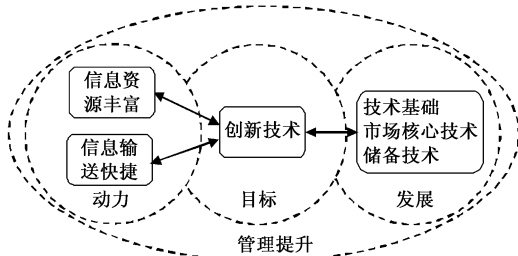 信息资
源丰富
信息输
送快捷
动力
创新技术
目标
技术基础
市场核心技术
储备技术
发展
管理提升